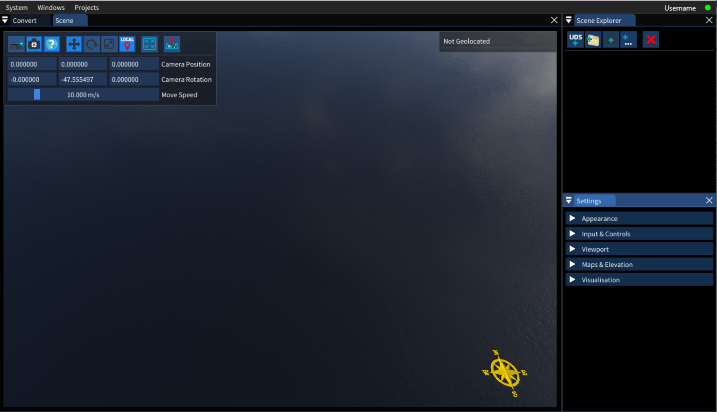 System Windows Projects Username
Convert Scene Scene Explorer
LOCAL Not Geolocated UDS
0.000000 0.000000 0.000000 Camera Position
-0.000000 -47.555497 0.000000 Camera Rotation
10.000 m/s Move Speed
Settings
Appearance
Input & Controls
Viewport
Maps & Elevation
Visualisation